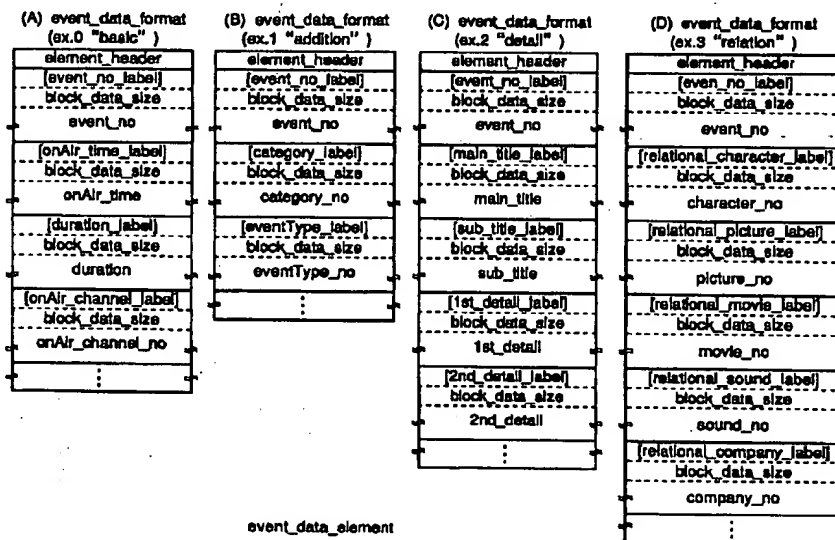 (A) event_data_format
(ex.0 "basic" )
element_header
[event_no_label]
block_data_size
event_no
[onAir_time_label]
block_data_size
onAir_time
[duration_label]
block_data_size
duration
[onAir_channel_label]
block_data_size
onAir_channel_no
⋮
(B) event_data_format
(ex.1 "addition" )
element_header
[event_no_label]
block_data_size
event_no
[category_label]
block_data_size
category_no
[eventType_label]
block_data_size
eventType_no
⋮
(C) event_data_format
(ex.2 "detail" )
element_header
[event_no_label]
block_data_size
event_no
[main_title_label]
block_data_size
main_title
[sub_title_label]
block_data_size
sub_title
[1st_detail_label]
block_data_size
1st_detail
[2nd_detail_label]
block_data_size
2nd_detail
⋮
(D) event_data_format
(ex.3 "relation" )
element_header
[even_no_label]
block_data_size
event_no
[relational_character_label]
block_data_size
character_no
[relational_picture_label]
block_data_size
picture_no
[relational_movie_label]
block_data_size
movie_no
[relational_sound_label]
block_data_size
sound_no
[relational_company_label]
block_data_size
company_no
⋮
event_data_element